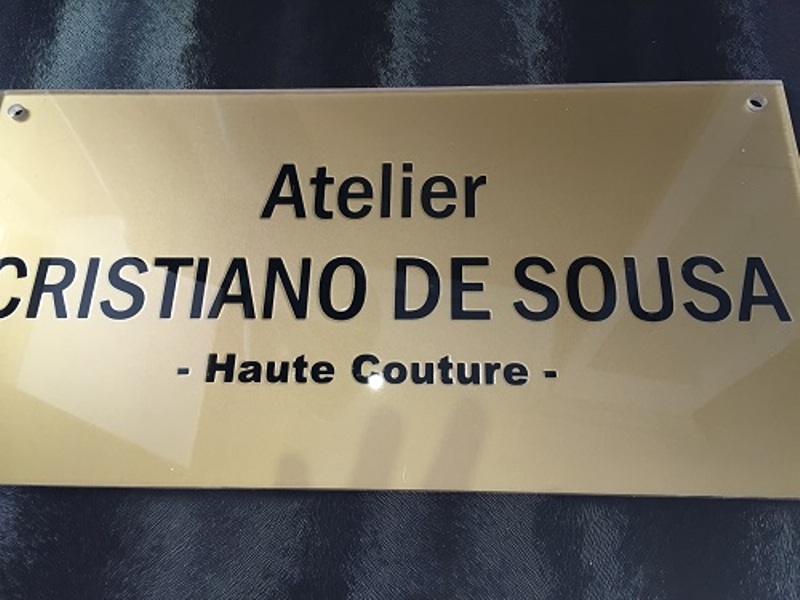 Atelier
CRISTIANO DE SOUSA
- Haute Couture -